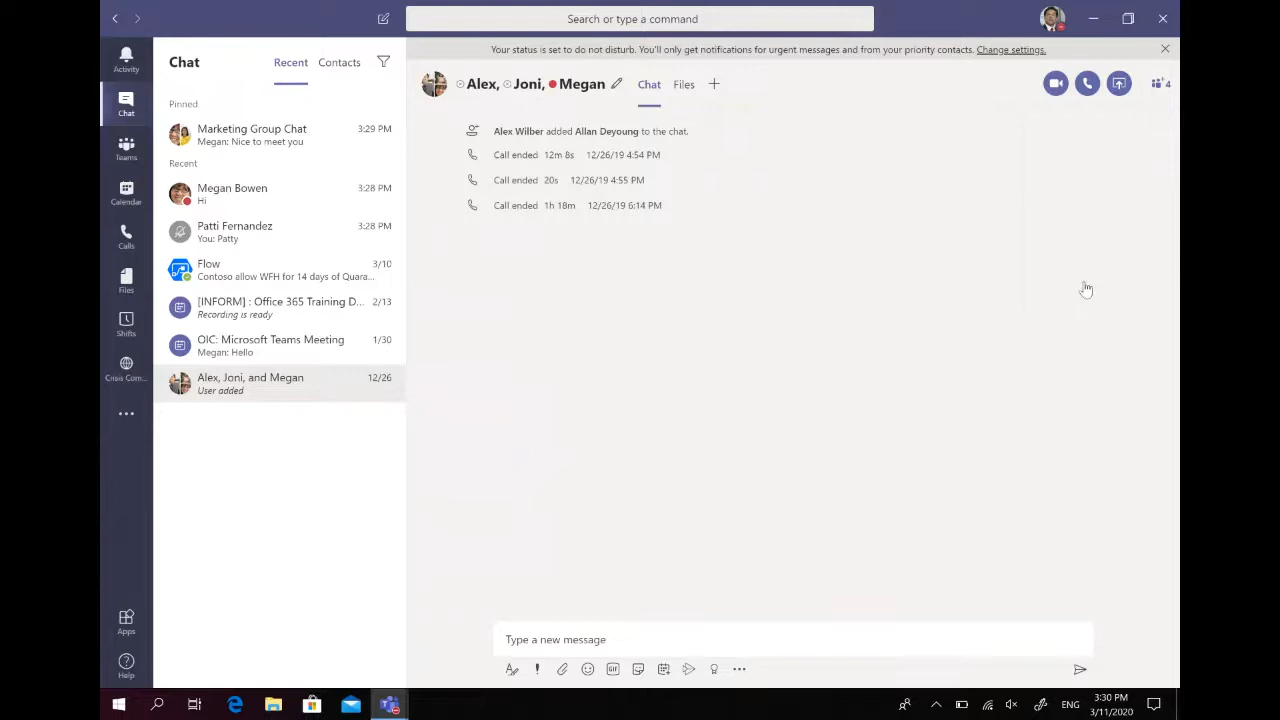 Search or type a command
Your status is set to do not disturb. You'll only get notifications for urgent messages and from your priority contacts. Change settings.
Activity
Chat
Teams
Calendar
Calls
Files
Shifts
Crisis Com...
Apps
Help
Chat
Recent
Contacts
Pinned
Marketing Group Chat 3:29 PM
Megan: Nice to meet you
Recent
Megan Bowen 3:28 PM
Hi
Patti Fernandez 3:28 PM
You: Patty
Flow 3/10
Contoso allow WFH for 14 days of Quara...
[INFORM] : Office 365 Training D... 2/13
Recording is ready
OIC: Microsoft Teams Meeting 1/30
Megan: Hello
Alex, Joni, and Megan 12/26
User added
Alex, Joni, Megan
Chat
Files
4
Alex Wilber added Allan Deyoung to the chat.
Call ended 12m 8s 12/26/19 4:54 PM
Call ended 20s 12/26/19 4:55 PM
Call ended 1h 18m 12/26/19 6:14 PM
Type a new message
GIF
ENG
3:30 PM
3/11/2020